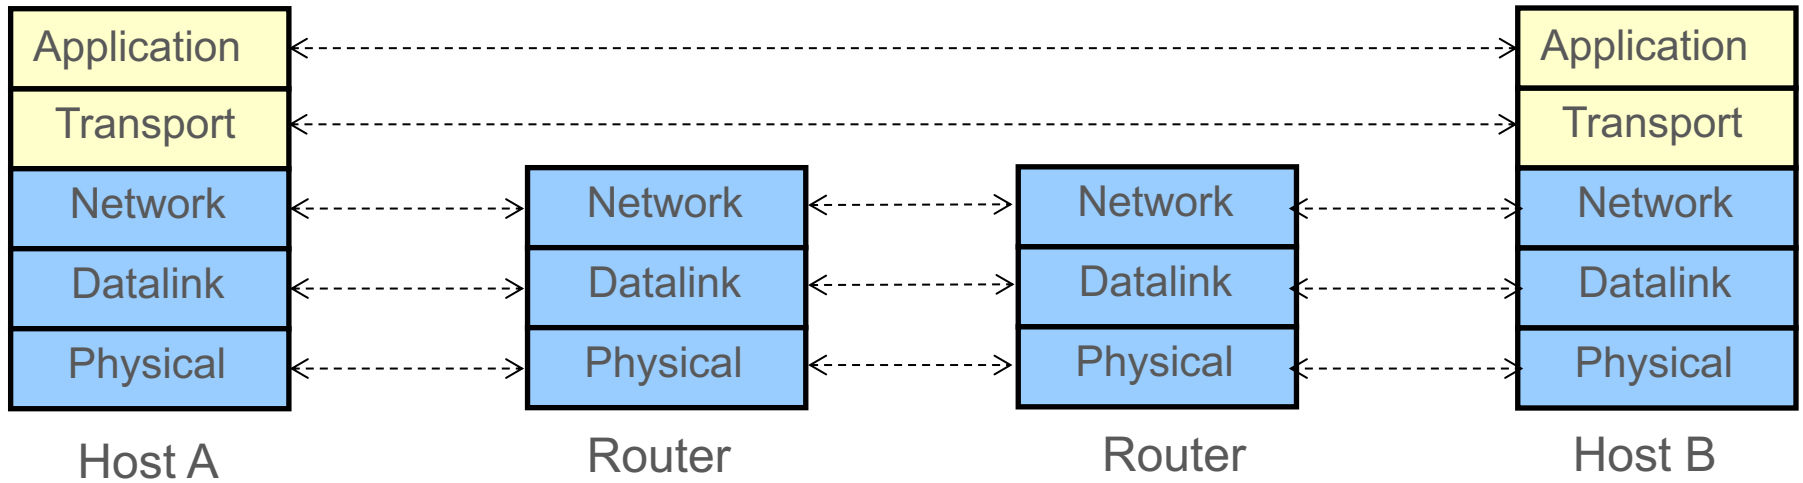 Application
Application
Transport
Transport
Network
Network
Network
Network
Datalink
Datalink
Datalink
Datalink
Physical
Physical
Physical
Physical
Host A
Router
Router
Host B